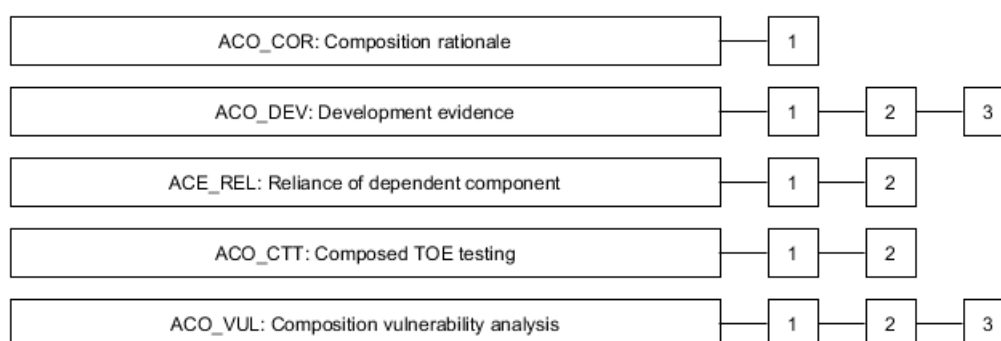 ACO_COR: Composition rationale 1
ACO_DEV: Development evidence 1 2 3
ACE_REL: Reliance of dependent component 1 2
ACO_CTT: Composed TOE testing 1 2
ACO_VUL: Composition vulnerability analysis 1 2 3